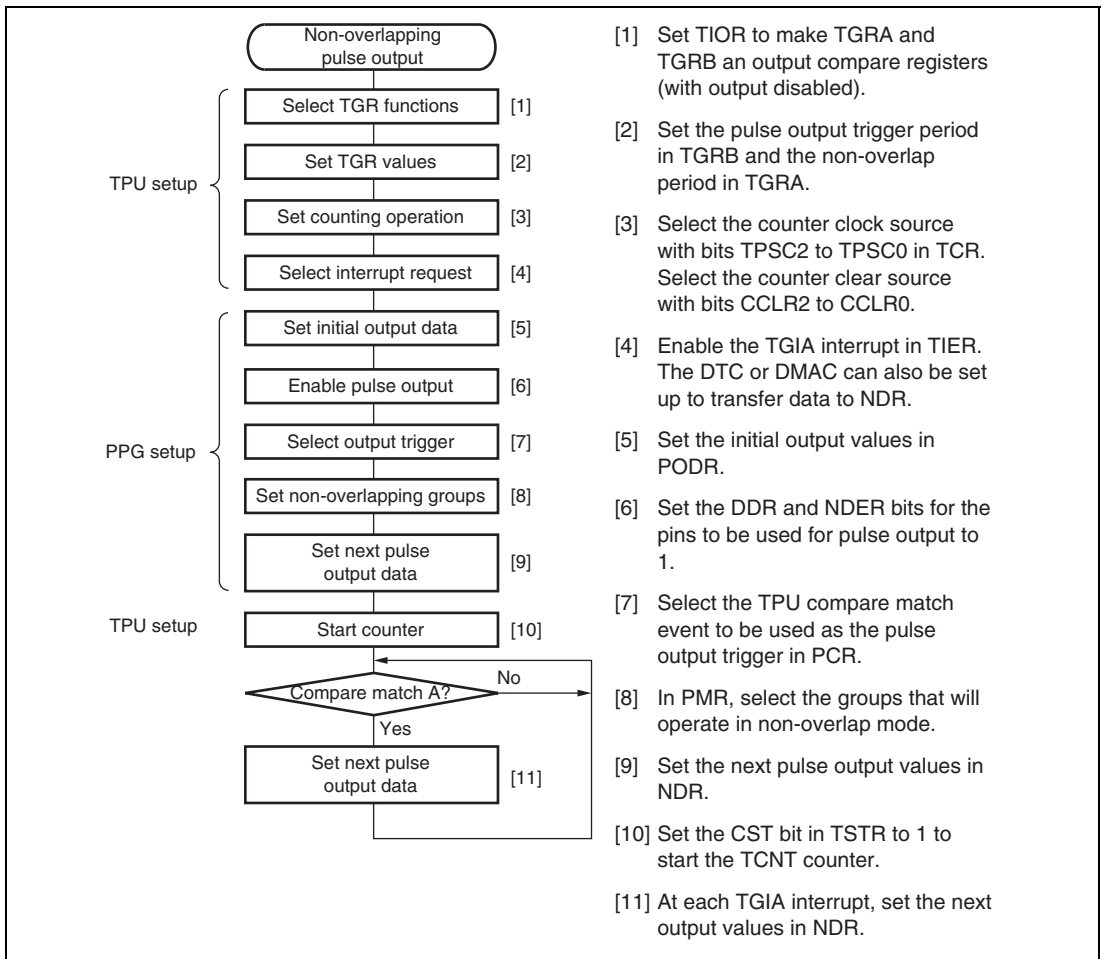 Non-overlapping
pulse output
Select TGR functions [1]
Set TGR values [2]
TPU setup
Set counting operation [3]
Select interrupt request [4]
Set initial output data [5]
Enable pulse output [6]
Select output trigger [7]
PPG setup
Set non-overlapping groups [8]
Set next pulse
output data
[9]
TPU setup
Start counter [10]
Compare match A?
No
Yes
Set next pulse
output data
[11]
[1] Set TIOR to make TGRA and
TGRB an output compare registers
(with output disabled).
[2] Set the pulse output trigger period
in TGRB and the non-overlap
period in TGRA.
[3] Select the counter clock source
with bits TPSC2 to TPSC0 in TCR.
Select the counter clear source
with bits CCLR2 to CCLR0.
[4] Enable the TGIA interrupt in TIER.
The DTC or DMAC can also be set
up to transfer data to NDR.
[5] Set the initial output values in
PODR.
[6] Set the DDR and NDER bits for the
pins to be used for pulse output to
1.
[7] Select the TPU compare match
event to be used as the pulse
output trigger in PCR.
[8] In PMR, select the groups that will
operate in non-overlap mode.
[9] Set the next pulse output values in
NDR.
[10] Set the CST bit in TSTR to 1 to
start the TCNT counter.
[11] At each TGIA interrupt, set the next
output values in NDR.